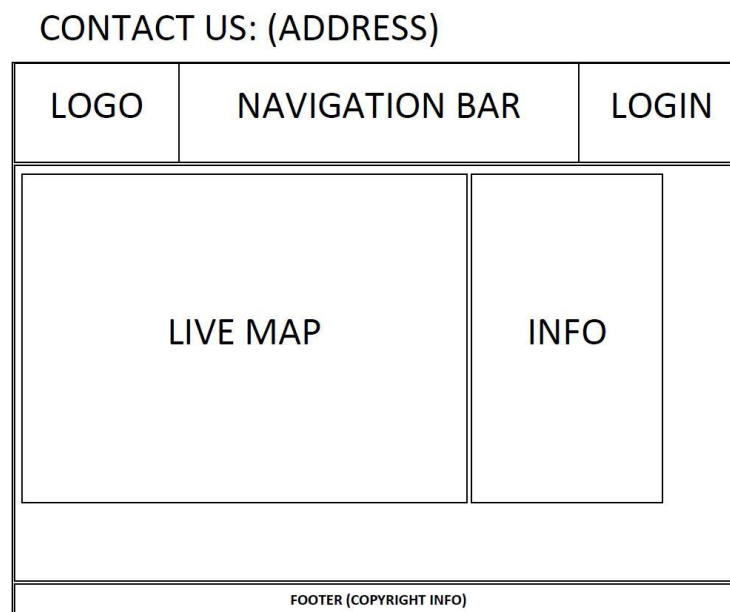 CONTACT US: (ADDRESS)
LOGO NAVIGATION BAR LOGIN
LIVE MAP INFO
FOOTER (COPYRIGHT INFO)